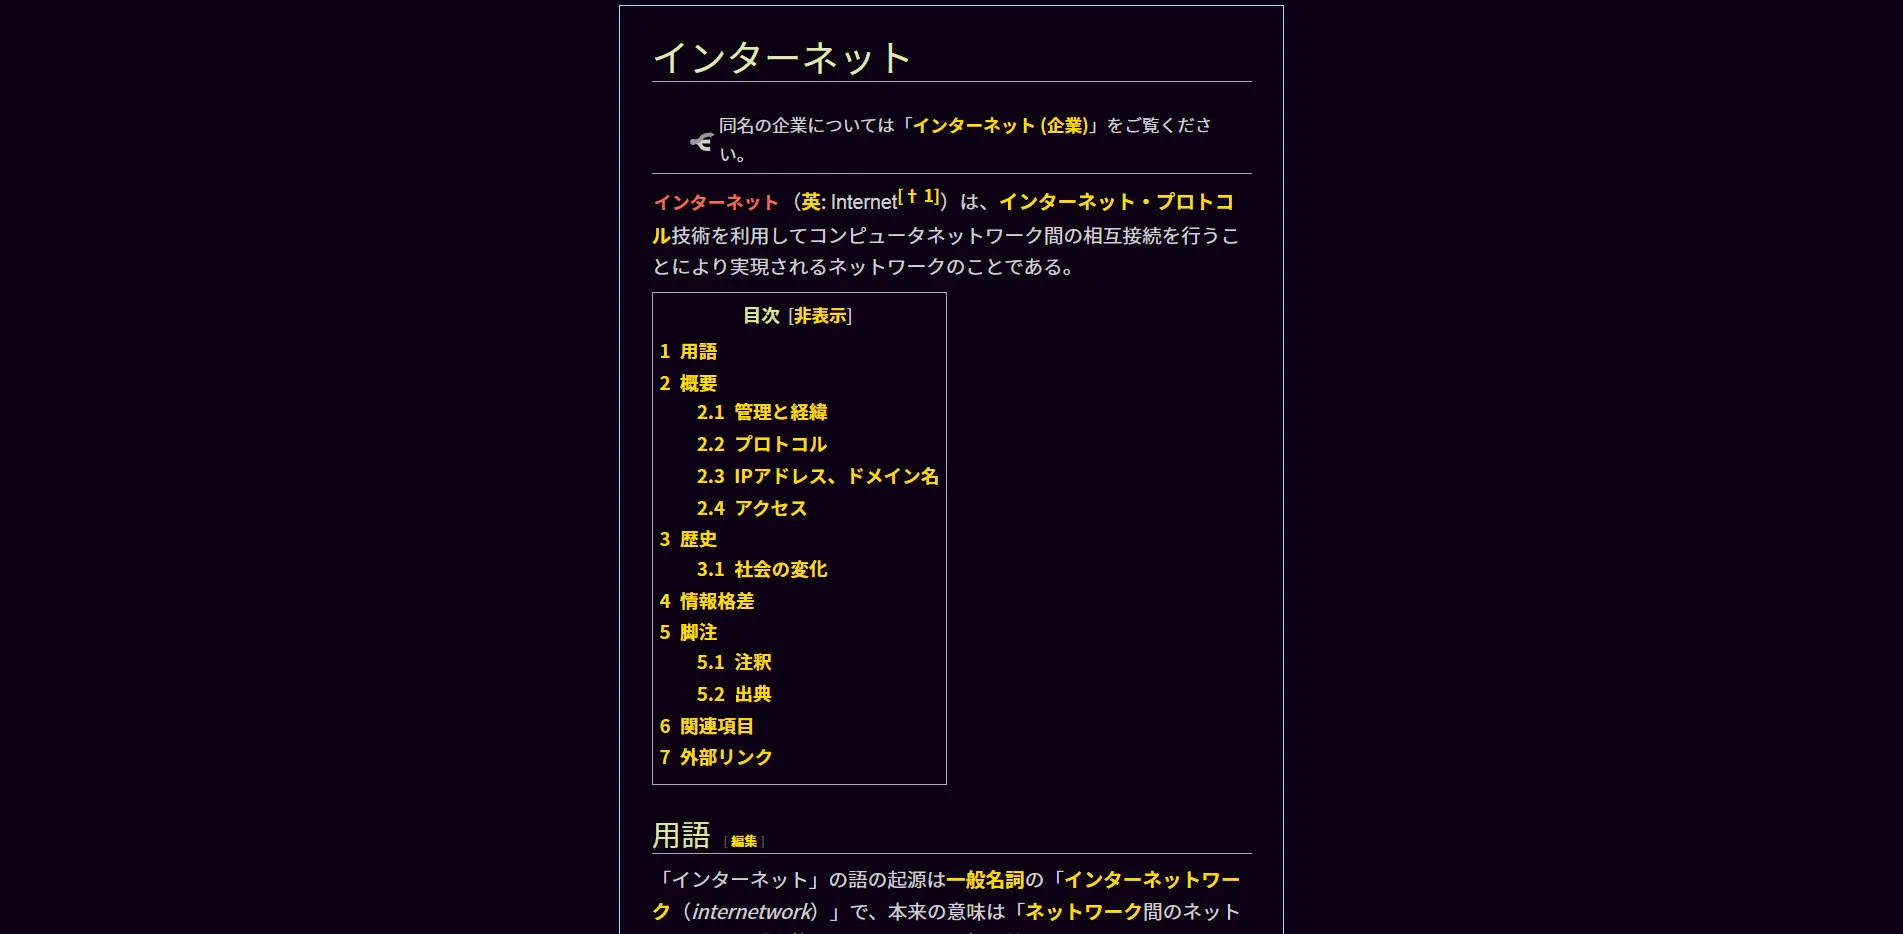 インターネット
同名の企業については「インターネット (企業)」をご覧くださ
い。
インターネット（英: Internet[† 1]）は、インターネット・プロトコ
ル技術を利用してコンピュータネットワーク間の相互接続を行うこ
とにより実現されるネットワークのことである。
目次 [非表示]
1 用語
2 概要
2.1 管理と経緯
2.2 プロトコル
2.3 IPアドレス、ドメイン名
2.4 アクセス
3 歴史
3.1 社会の変化
4 情報格差
5 脚注
5.1 注釈
5.2 出典
6 関連項目
7 外部リンク
用語 [編集]
「インターネット」の語の起源は一般名詞の「インターネットワー
ク（internetwork）」で、本来の意味は「ネットワーク間のネット